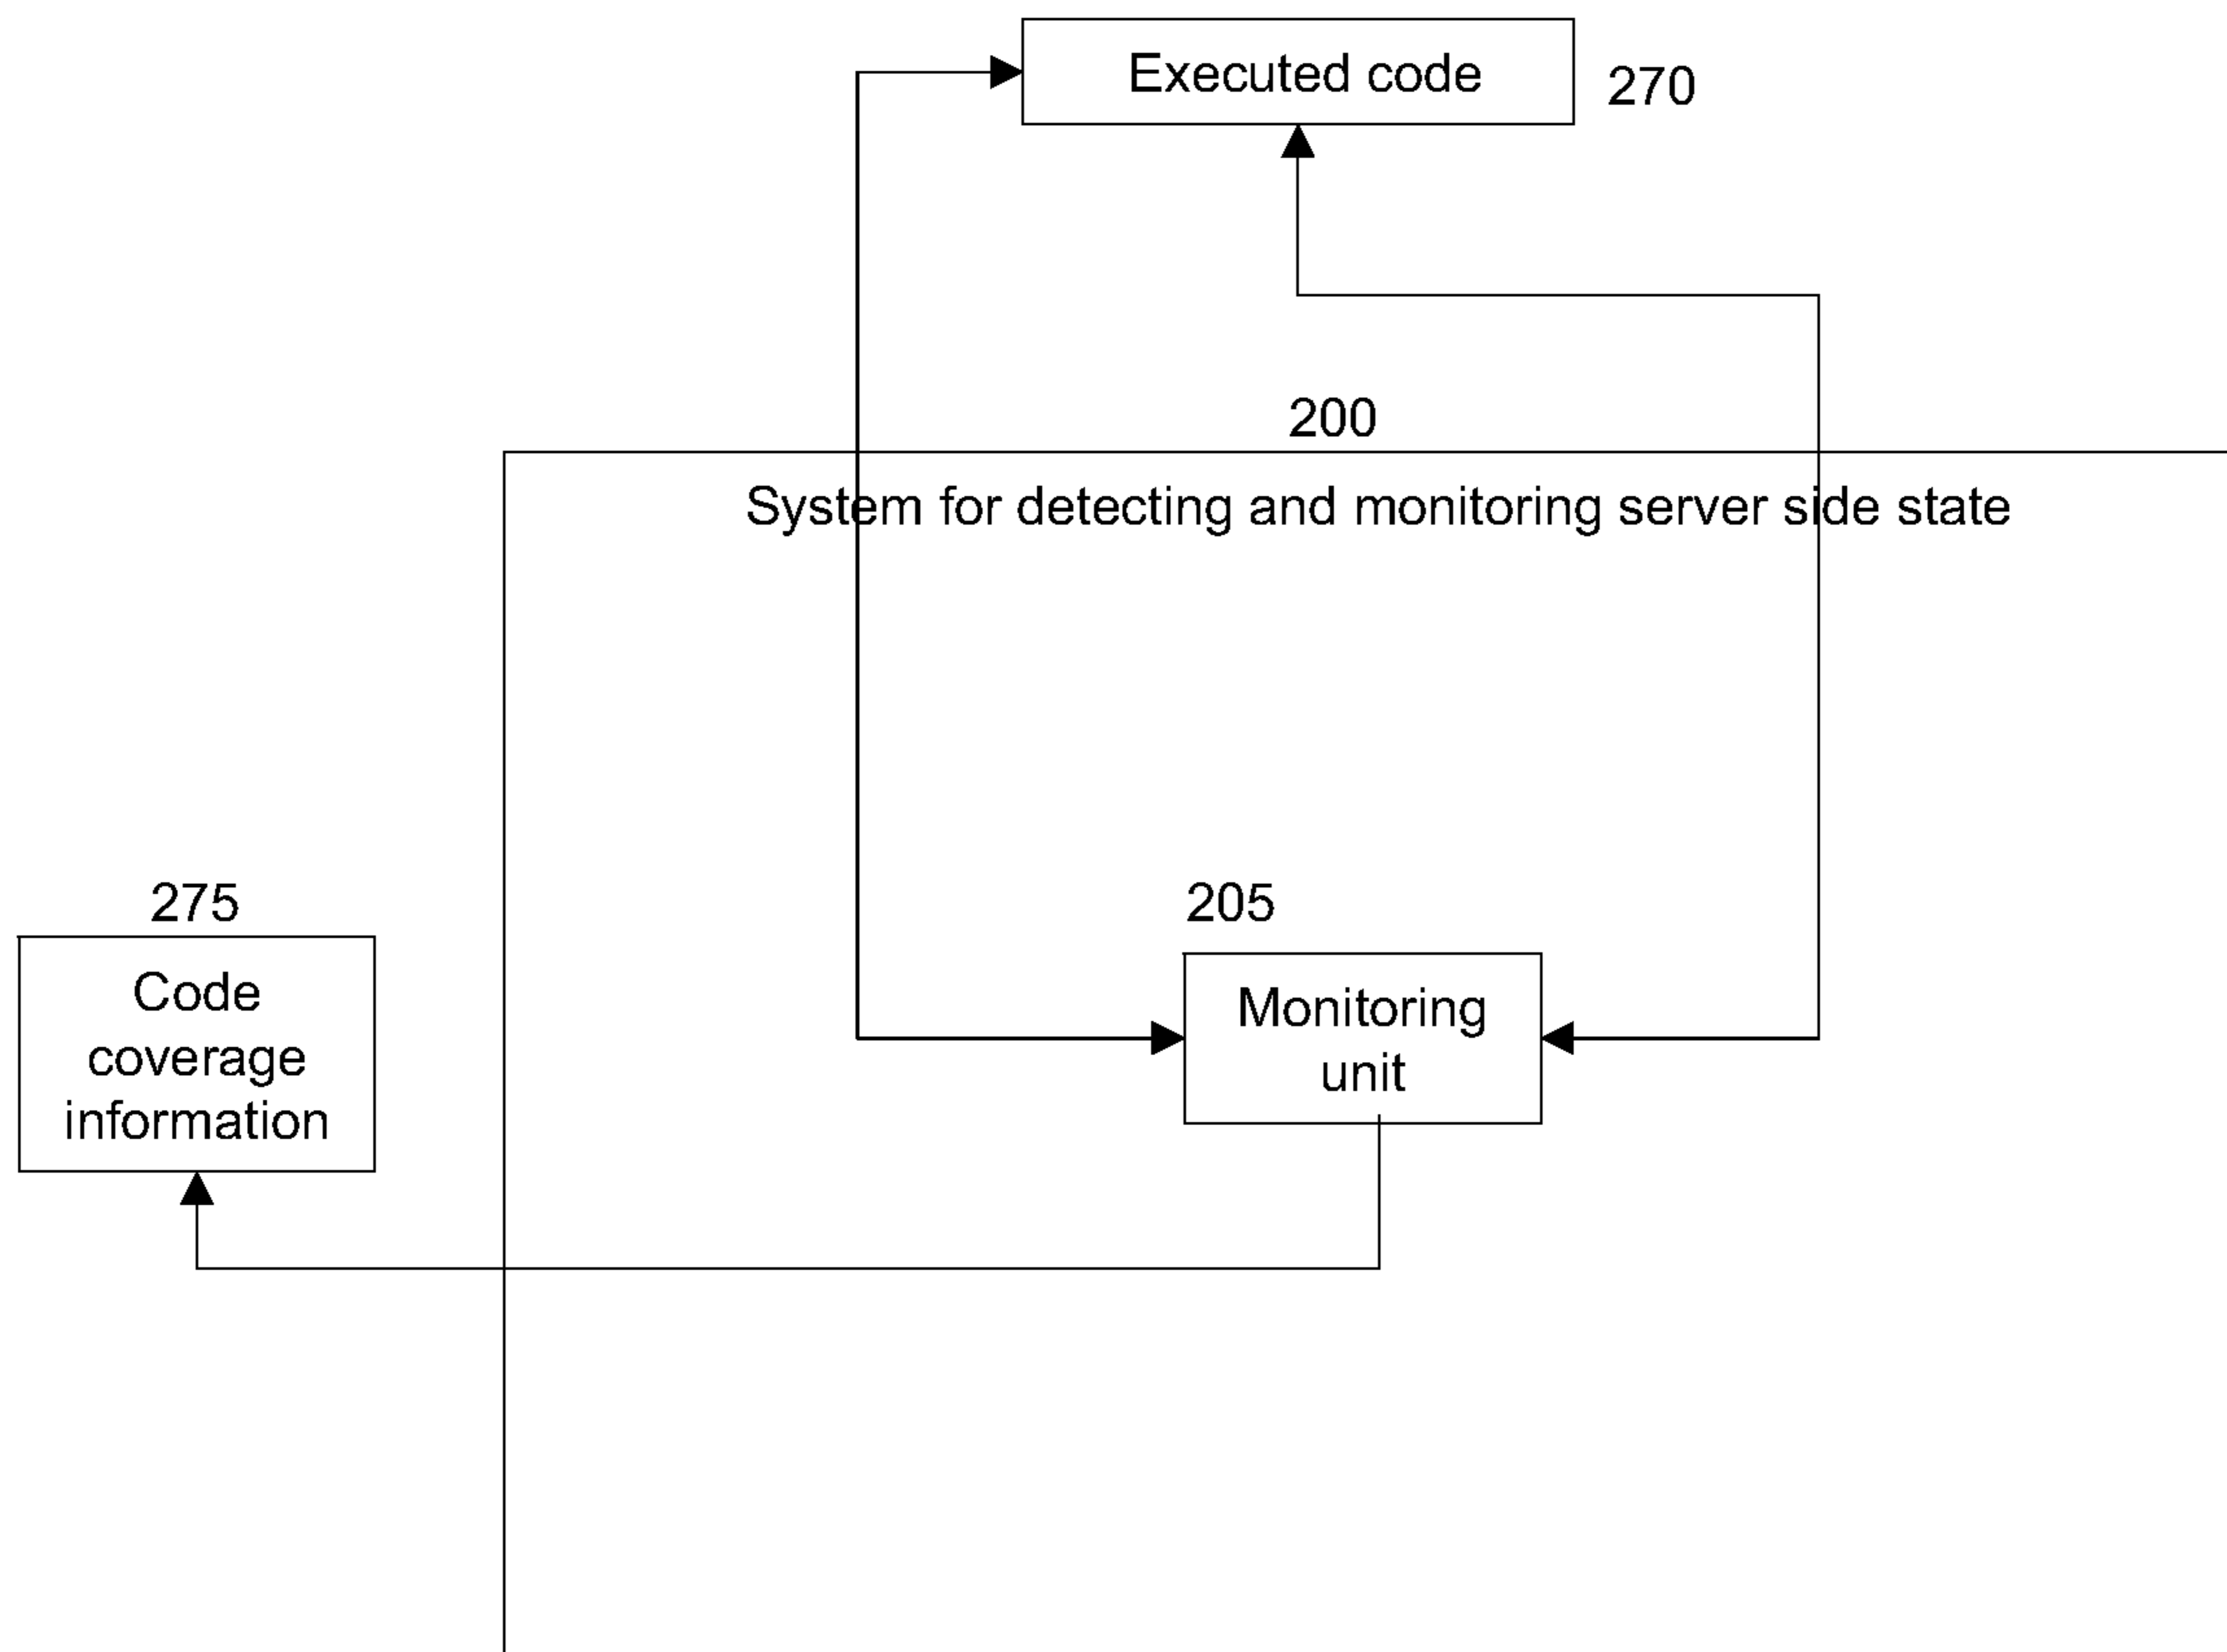 Executed code
270
200
System for detecting and monitoring server side state
275
205
Code
coverage
information
Monitoring
unit